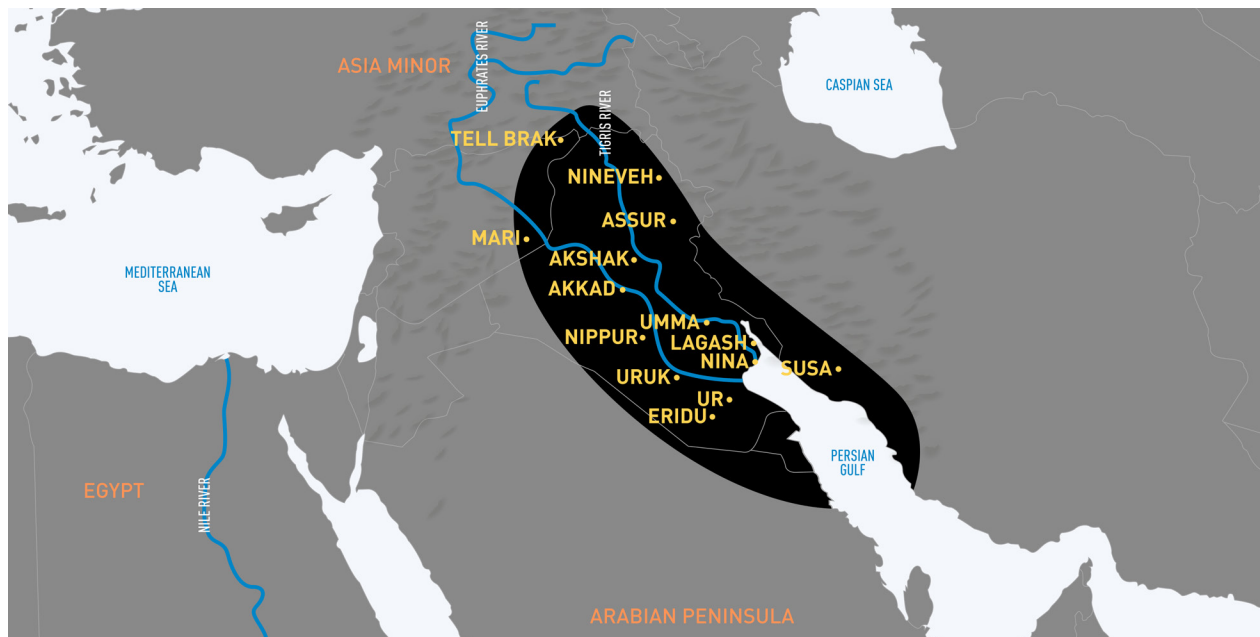 ASIA MINOR
EUPHRATES RIVER
TIGRIS RIVER
CASPIAN SEA
TELL BRAK
NINEVEH
ASSUR
MARI
AKSHAK
MEDITERRANEAN
SEA
AKKAD
UMMA
NIPPUR
LAGASH
NINA
SUSA
URUK
UR
ERIDU
PERSIAN
GULF
EGYPT
NILE RIVER
ARABIAN PENINSULA